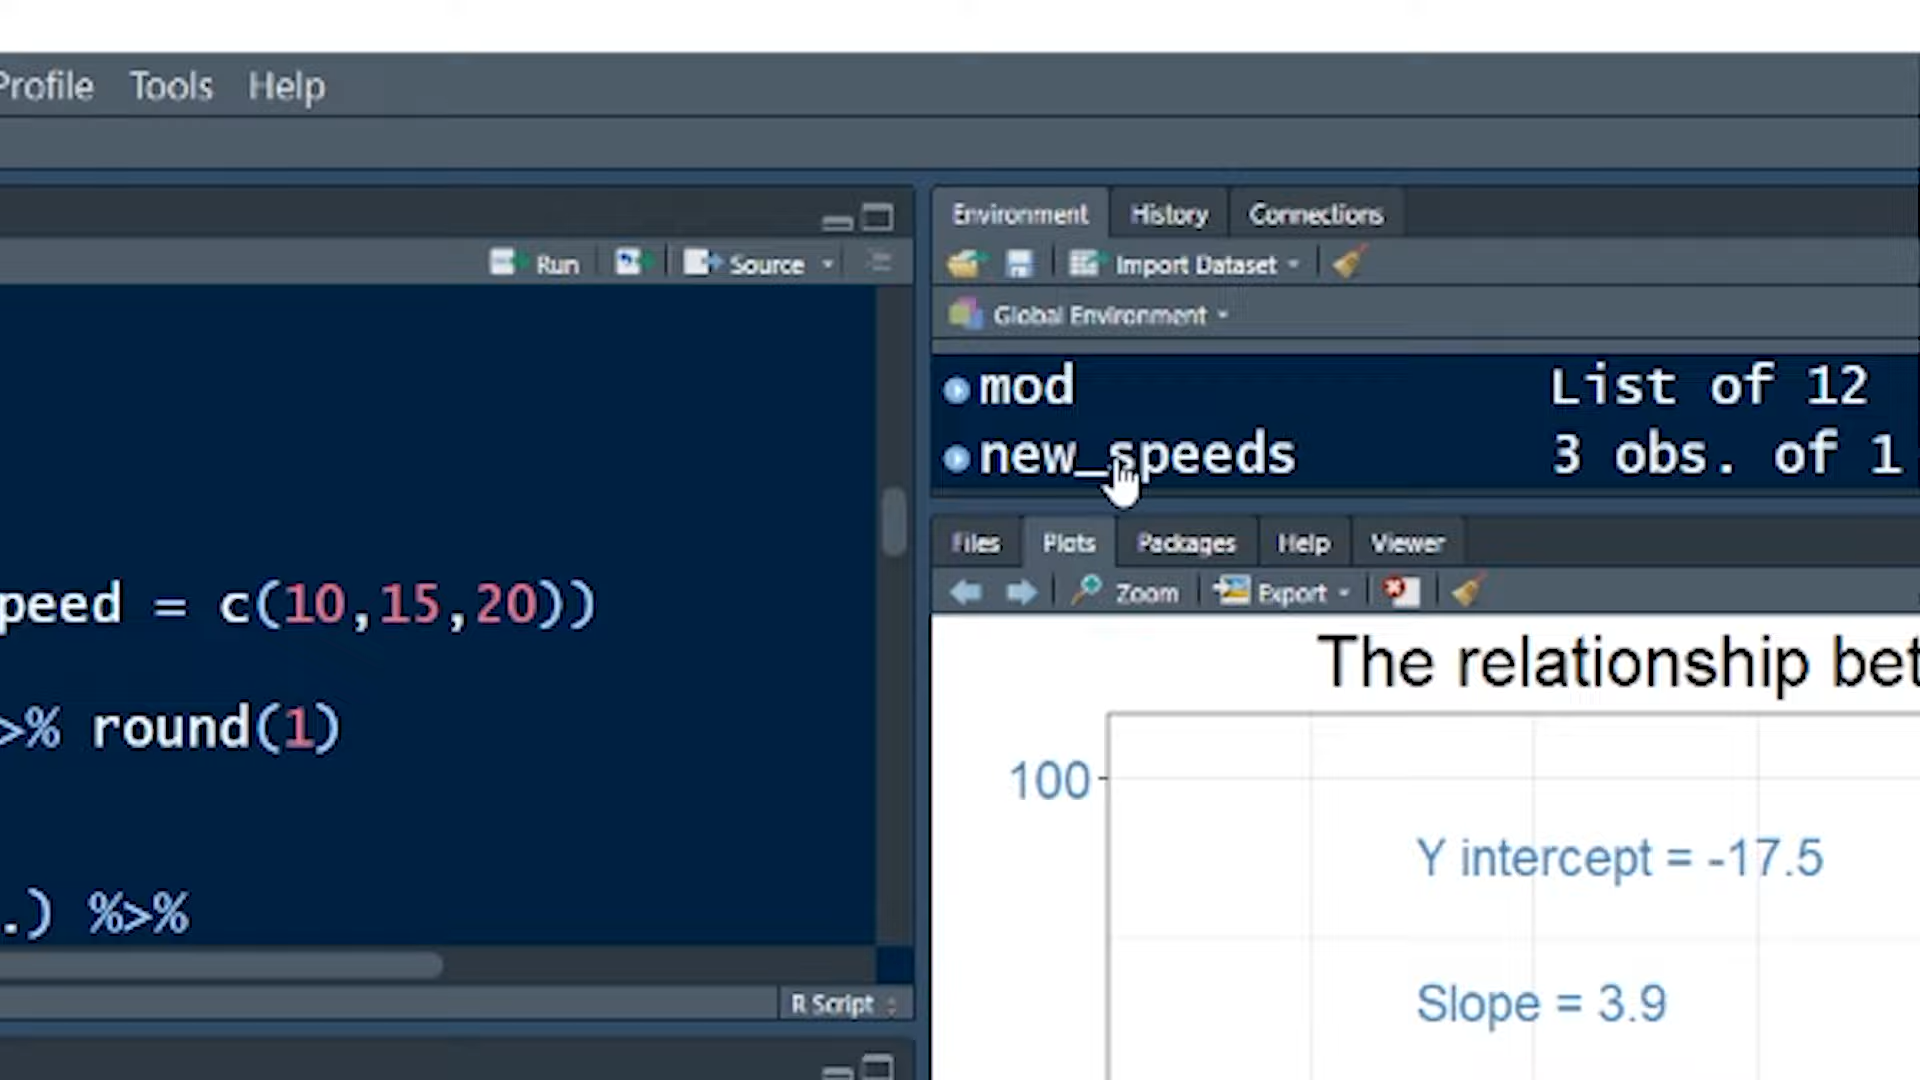 Profile Tools Help
Environment History Connections
Run Source
Import Dataset
Global Environment
mod List of 12
new_speeds 3 obs. of 1
Files Plots Packages Help Viewer
Zoom Export
peed = c(10,15,20))
>% round(1)
.) %>%
R Script
The relationship bet
100
Y intercept = -17.5
Slope = 3.9